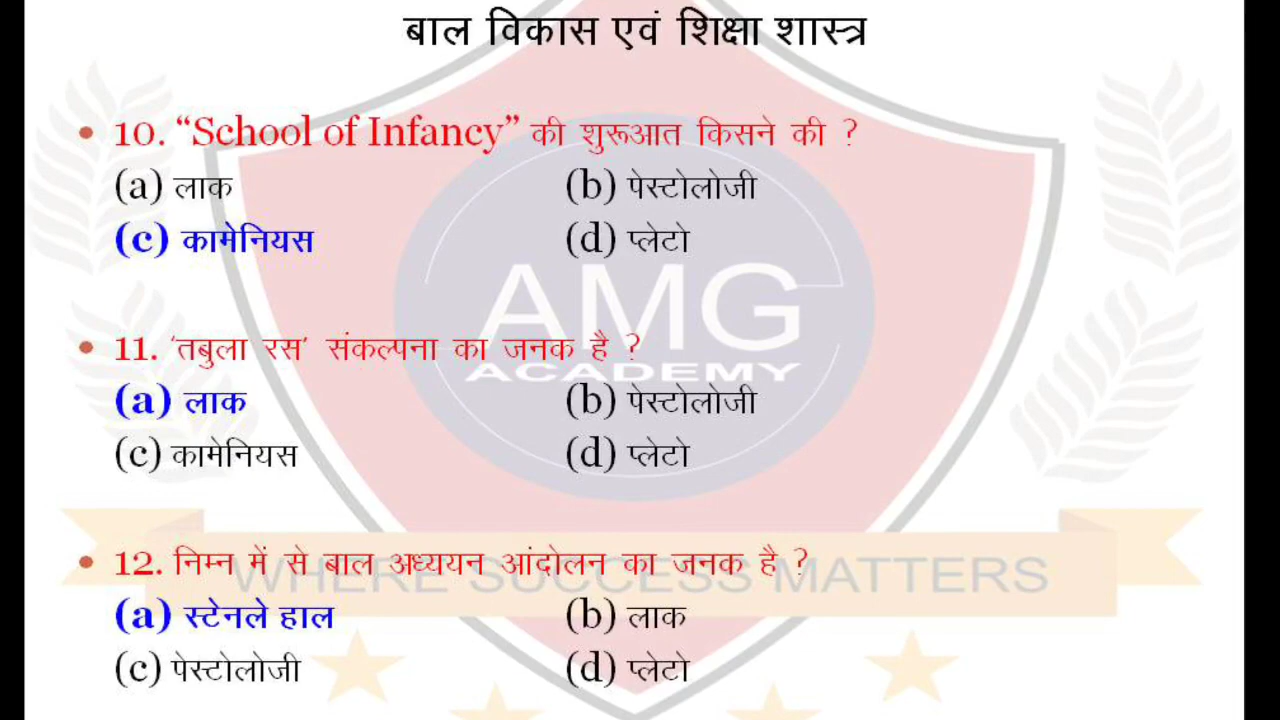 बाल विकास एवं शिक्षा शास्त्र
• 10. “School of Infancy” की शुरूआत किसने की ?
(a) लाक (b) पेस्टोलोजी
(c) कामेनियस (d) प्लेटो
AMG
• 11. ‘तबुला रस’ संकल्पना का जनक है ?
ACADEMY
(a) लाक (b) पेस्टोलोजी
(c) कामेनियस (d) प्लेटो
• 12. निम्न में से बाल अध्ययन आंदोलन का जनक है ?
WHERE SUCCESS MATTERS
(a) स्टेनले हाल (b) लाक
(c) पेस्टोलोजी (d) प्लेटो